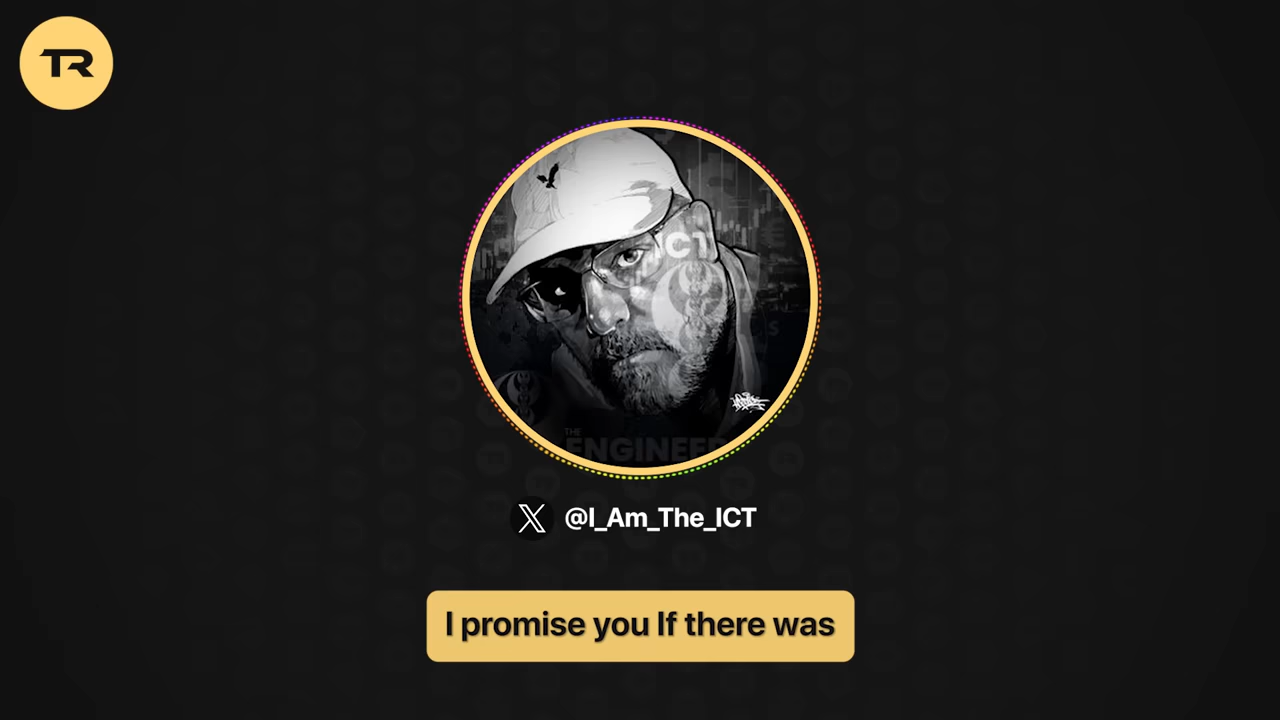 TR
ICT
THE
ENGINEER
@I_Am_The_ICT
I promise you If there was